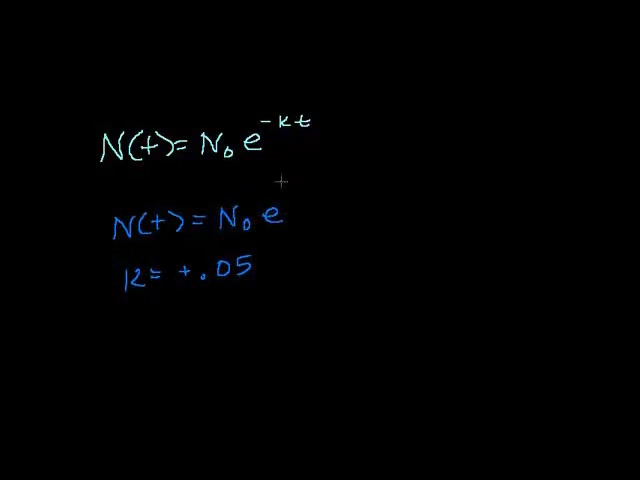 N(t) = N₀ e^{-kt}
N(t) = N₀ e
k = + .05